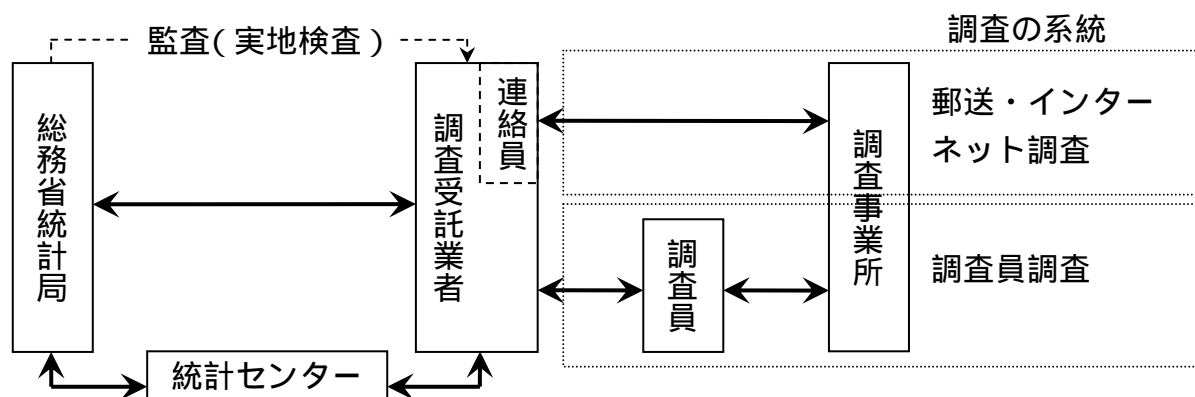 調査の系統
監査(実地検査)
総務省統計局
調査受託業者
連絡員
調査事業所
郵送・インター
ネット調査
調査員
調査員調査
統計センター